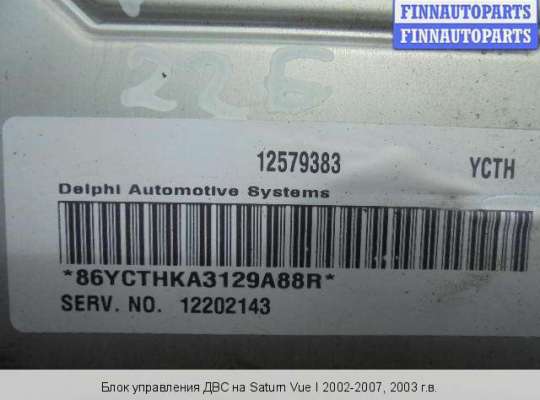 FINNAUTOPARTS
FINNAUTOPARTS
22Б
12579383 YCTH
Delphi Automotive Systems
*86YCTHKA3129A88R*
SERV. NO. 12202143
Блок управления ДВС на Saturn Vue I 2002-2007, 2003 г.в.